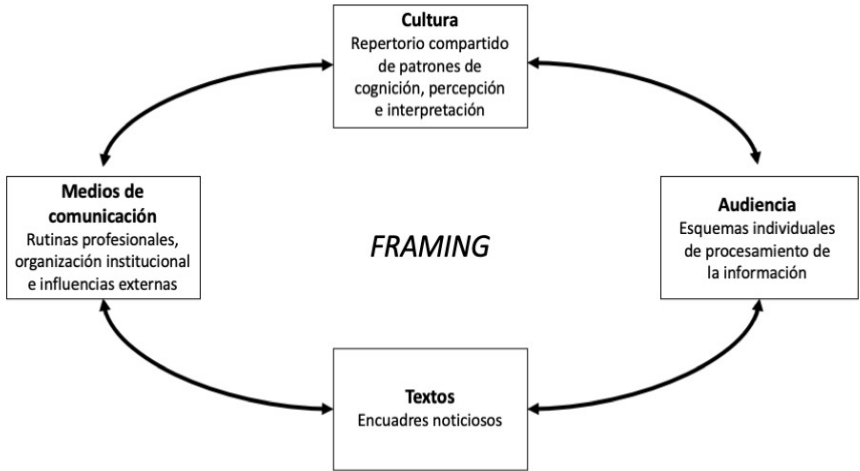 Cultura
Repertorio compartido
de patrones de
cognición, percepción
e interpretación
Medios de
comunicación
Rutinas profesionales,
organización institucional
e influencias externas
FRAMING
Audiencia
Esquemas individuales
de procesamiento de
la información
Textos
Encuadres noticiosos